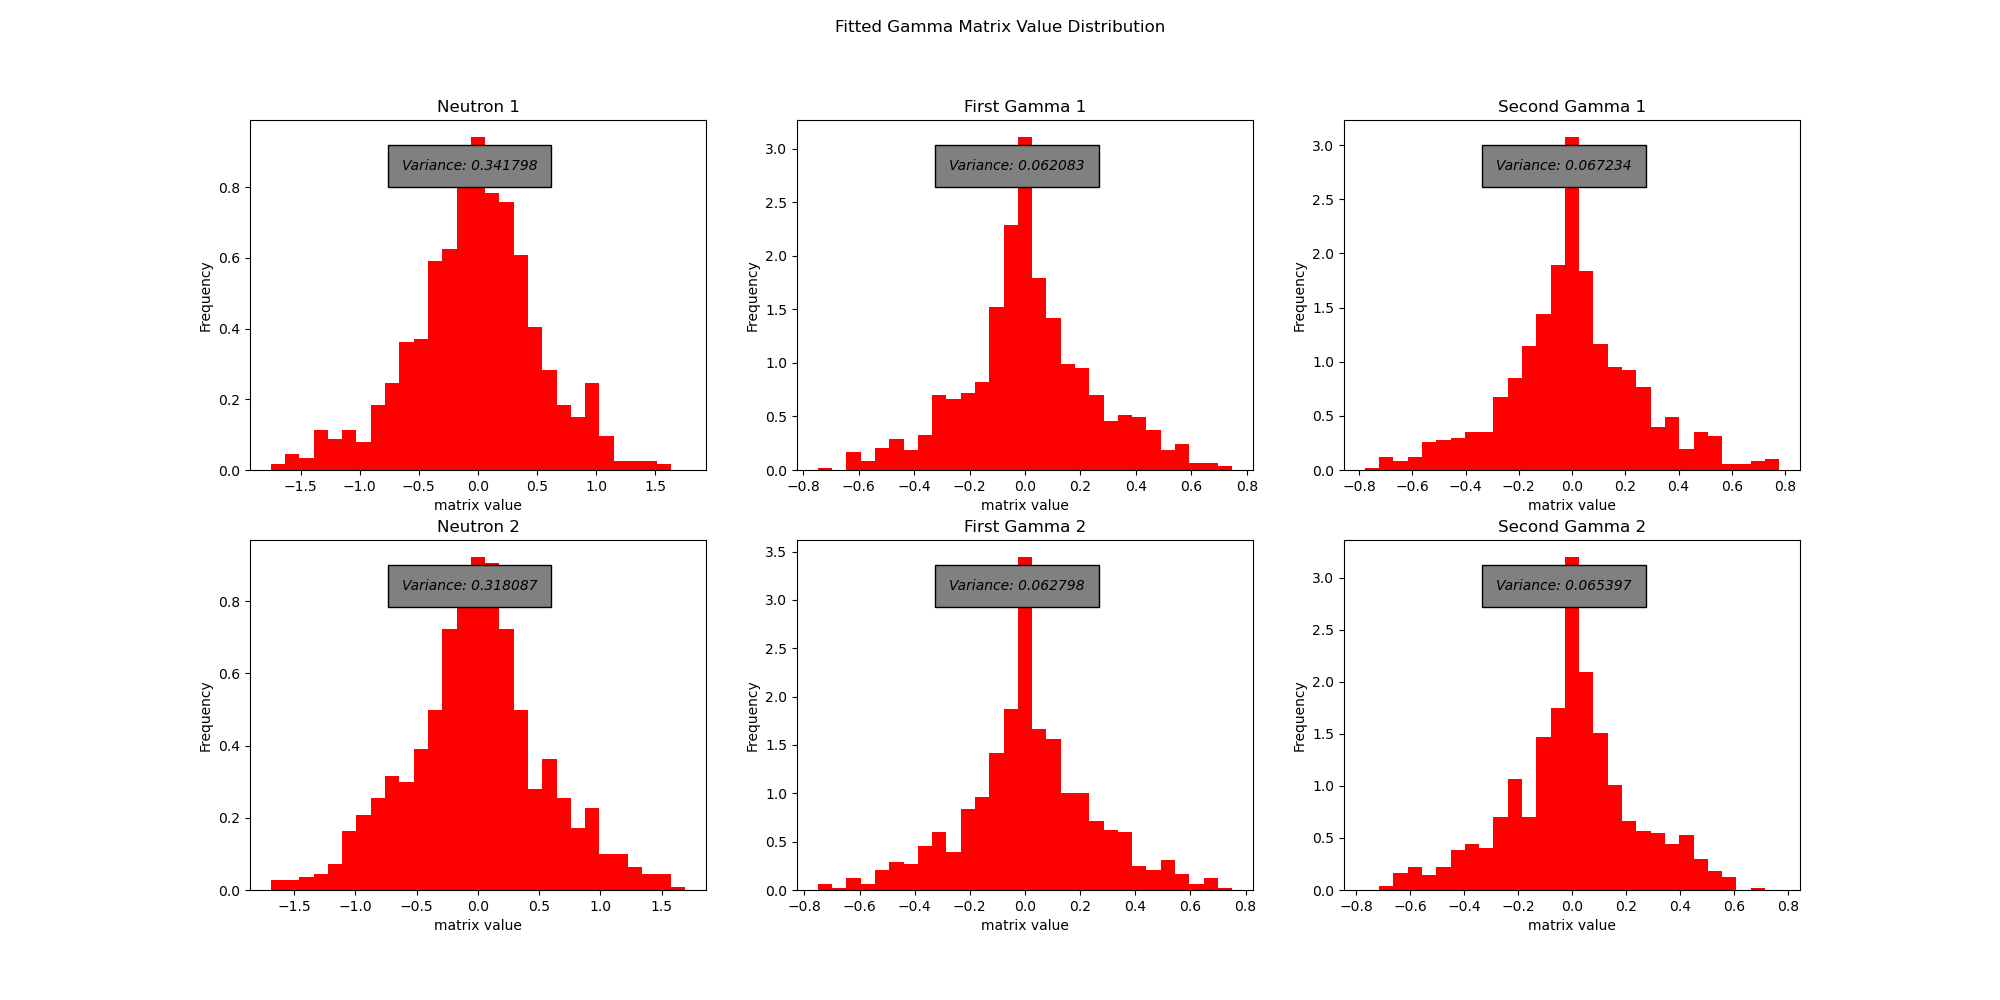 Fitted Gamma Matrix Value Distribution
Neutron 1
Variance: 0.341798
Frequency
0.8
0.6
0.4
0.2
0.0
−1.5 −1.0 −0.5 0.0 0.5 1.0 1.5
matrix value
First Gamma 1
Variance: 0.062083
Frequency
3.0
2.5
2.0
1.5
1.0
0.5
0.0
−0.8 −0.6 −0.4 −0.2 0.0 0.2 0.4 0.6 0.8
matrix value
Second Gamma 1
Variance: 0.067234
Frequency
3.0
2.5
2.0
1.5
1.0
0.5
0.0
−0.8 −0.6 −0.4 −0.2 0.0 0.2 0.4 0.6 0.8
matrix value
Neutron 2
Variance: 0.318087
Frequency
0.8
0.6
0.4
0.2
0.0
−1.5 −1.0 −0.5 0.0 0.5 1.0 1.5
matrix value
First Gamma 2
Variance: 0.062798
Frequency
3.5
3.0
2.5
2.0
1.5
1.0
0.5
0.0
−0.8 −0.6 −0.4 −0.2 0.0 0.2 0.4 0.6 0.8
matrix value
Second Gamma 2
Variance: 0.065397
Frequency
3.0
2.5
2.0
1.5
1.0
0.5
0.0
−0.8 −0.6 −0.4 −0.2 0.0 0.2 0.4 0.6 0.8
matrix value